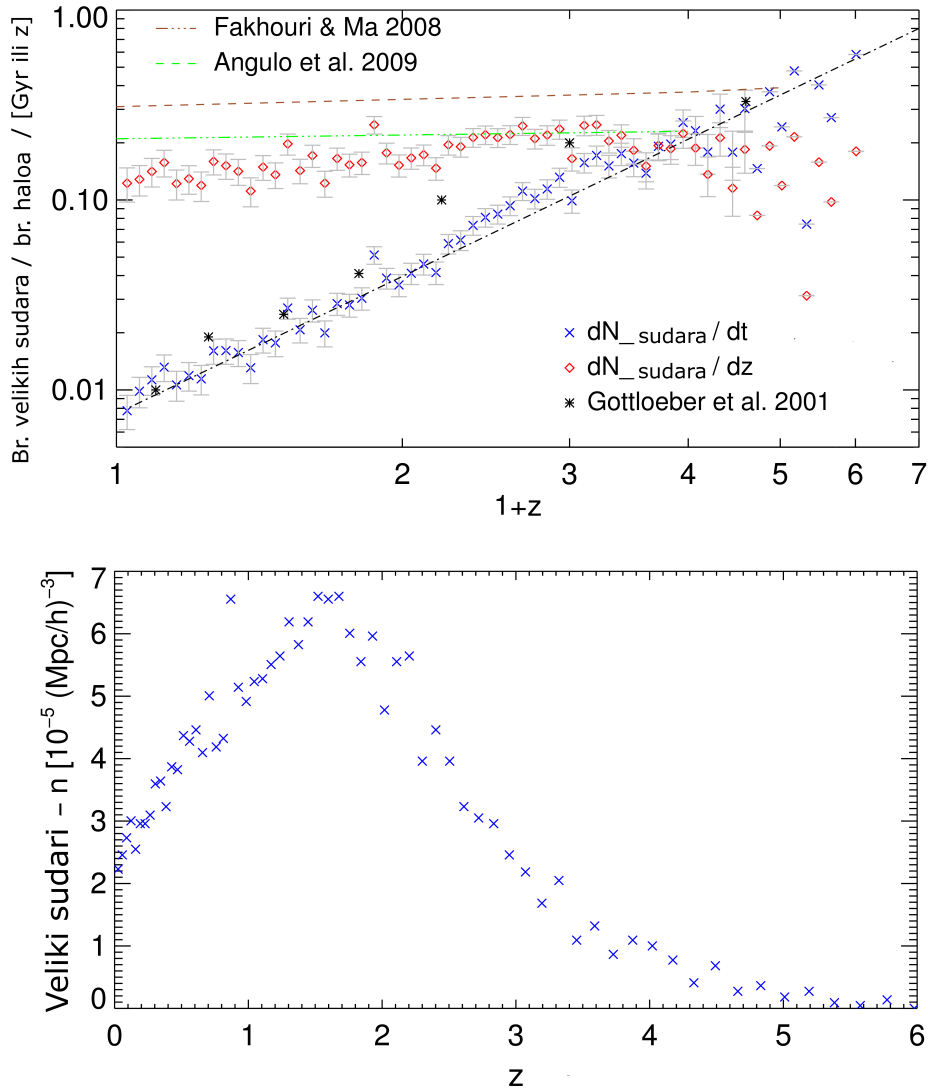 Br. velikih sudara / br. haloa / [Gyr ili z]
1.00
0.10
0.01
Fakhouri & Ma 2008
Angulo et al. 2009
dN_sudara / dt
dN_sudara / dz
Gottloeber et al. 2001
1 2 3 4 5 6 7
1+z
Veliki sudari – n [10⁻⁵ (Mpc/h)⁻³]
7
6
5
4
3
2
1
0
0 1 2 3 4 5 6
z